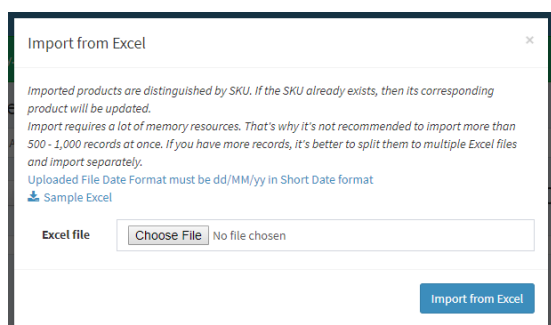 Import from Excel
×
Imported products are distinguished by SKU. If the SKU already exists, then its corresponding
product will be updated.
Import requires a lot of memory resources. That's why it's not recommended to import more than
500 - 1,000 records at once. If you have more records, it's better to split them to multiple Excel files
and import separately.
Uploaded File Date Format must be dd/MM/yy in Short Date format
Sample Excel
Excel file Choose File No file chosen
Import from Excel